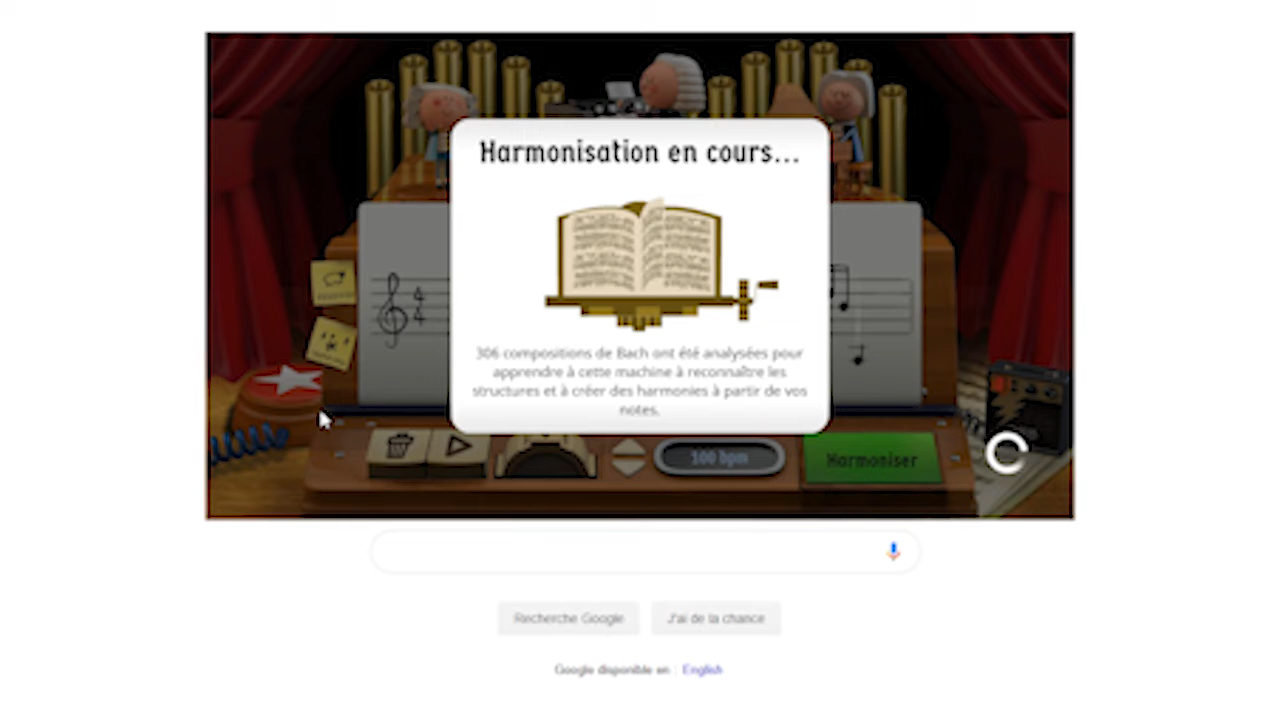 Harmonisation en cours...
306 compositions de Bach ont été analysées pour
apprendre à cette machine à reconnaître les
structures et à créer des harmonies à partir de vos
notes.
4
4
100 bpm
Harmoniser
Recherche Google
J'ai de la chance
Google disponible en : English